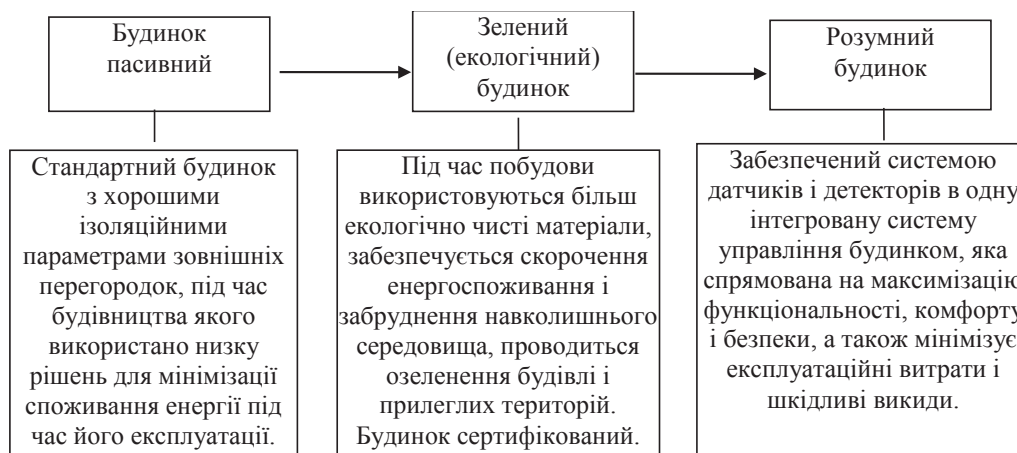 Будинок
пасивний
Зелений
(екологічний)
будинок
Розумний
будинок
Стандартний будинок
з хорошими
ізоляційними
параметрами зовнішніх
перегородок, під час
будівництва якого
використано низку
рішень для мінімізації
споживання енергії під
час його експлуатації.
Під час побудови
використовуються більш
екологічно чисті матеріали,
забезпечується скорочення
енергоспоживання і
забруднення навколишнього
середовища, проводиться
озеленення будівлі і
прилеглих територій.
Будинок сертифікований.
Забезпечений системою
датчиків і детекторів в одну
інтегровану систему
управління будинком, яка
спрямована на максимізацію
функціональності, комфорту
і безпеки, а також мінімізує
експлуатаційні витрати і
шкідливі викиди.